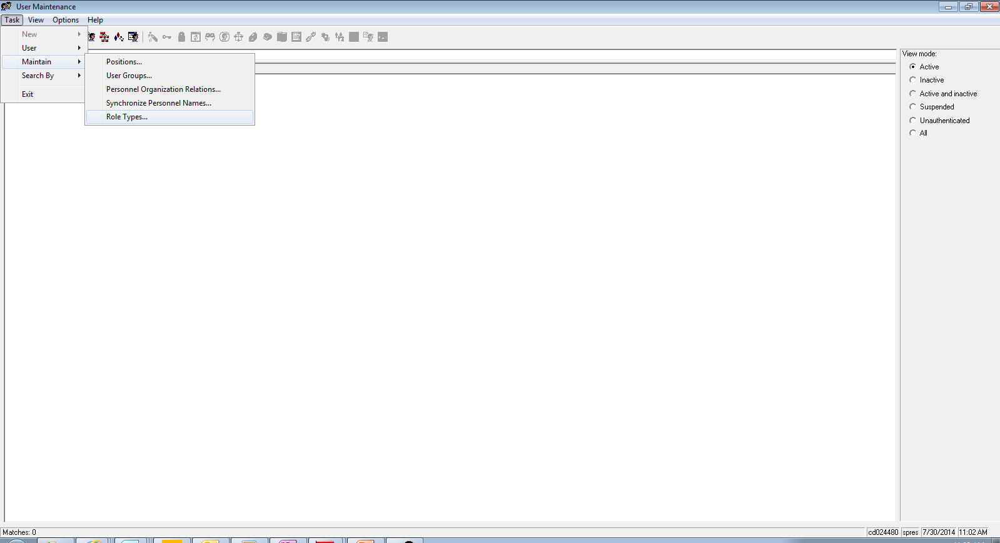 User Maintenance
Task View Options Help
New
User
Maintain
Search By
Exit
Positions...
User Groups...
Personnel Organization Relations...
Synchronize Personnel Names...
Role Types...
View mode:
Active
Inactive
Active and inactive
Suspended
Unauthenticated
All
Matches: 0
cd024480 spres 7/30/2014 11:02 AM